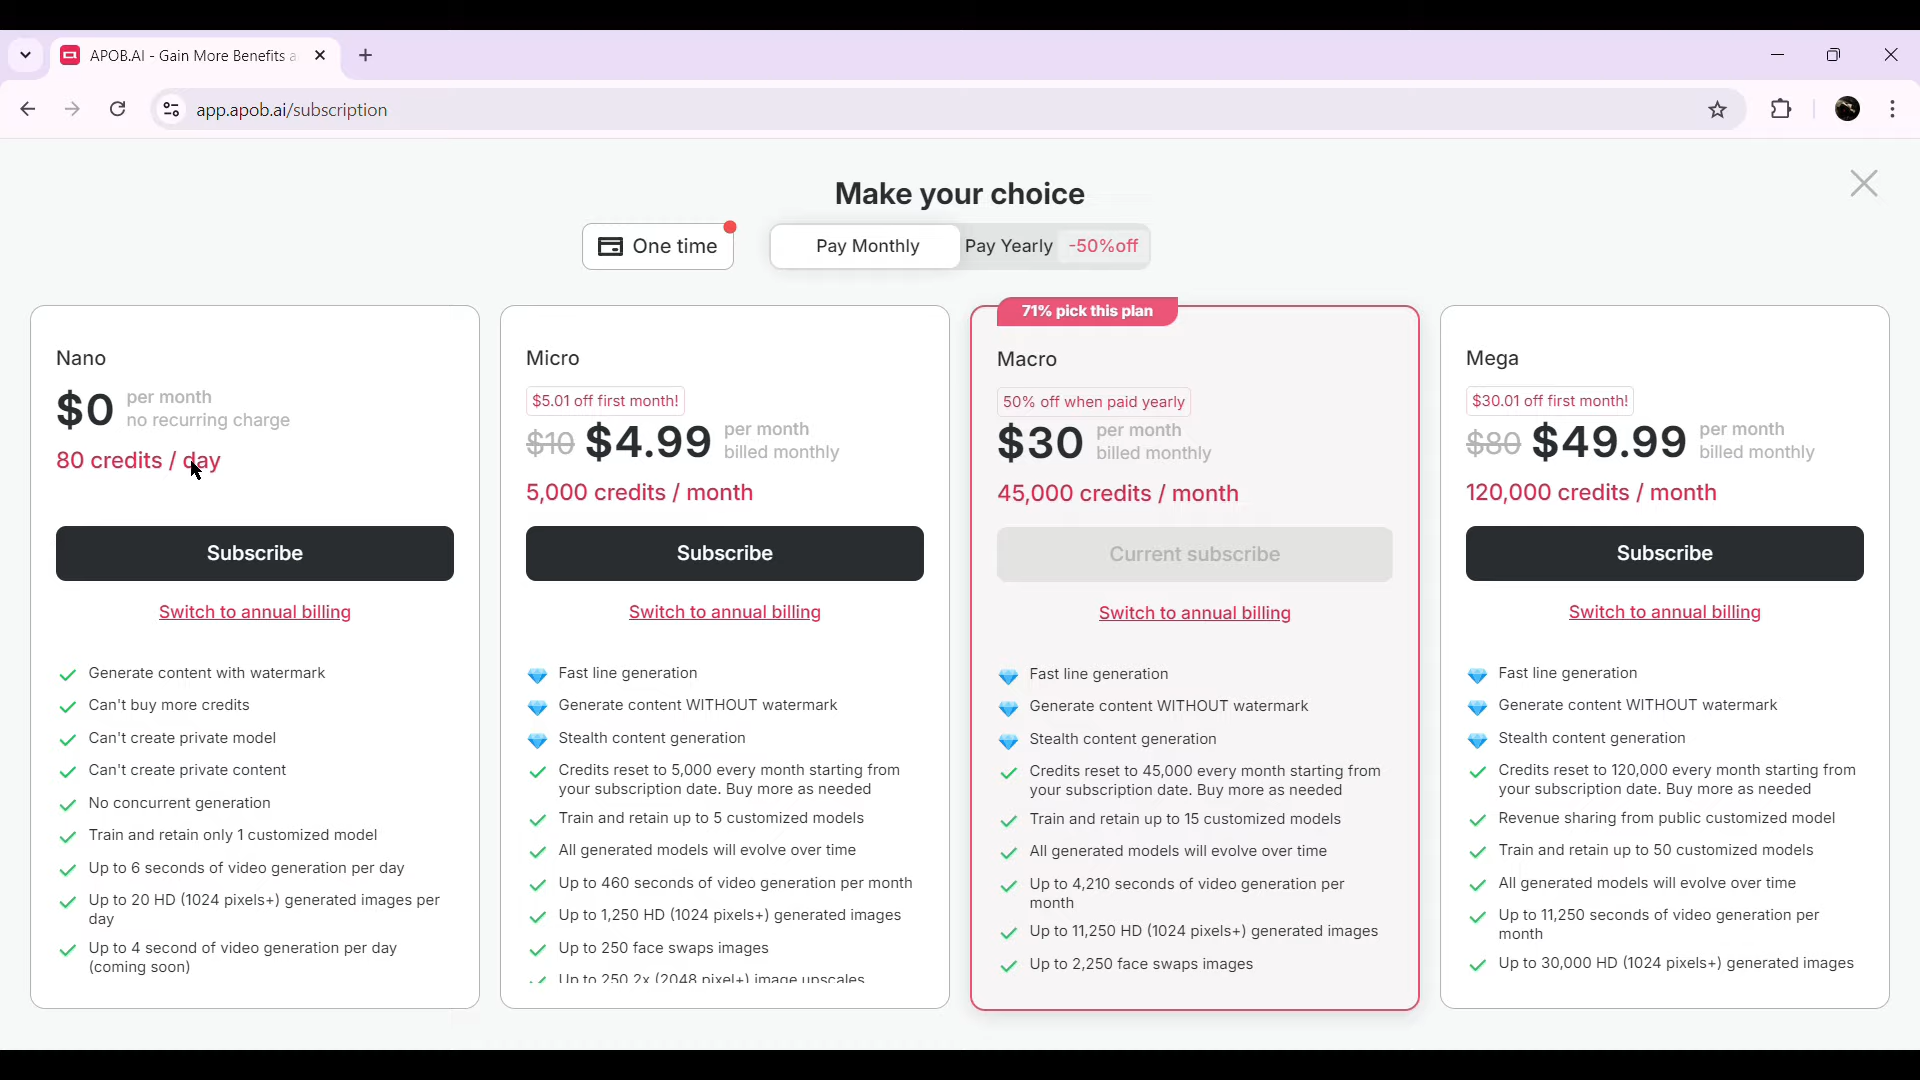 APOB.AI - Gain More Benefits a
app.apob.ai/subscription
Make your choice
One time
Pay Monthly
Pay Yearly -50%off
Nano
$0 per month
no recurring charge
80 credits / day
Subscribe
Switch to annual billing
Generate content with watermark
Can't buy more credits
Can't create private model
Can't create private content
No concurrent generation
Train and retain only 1 customized model
Up to 6 seconds of video generation per day
Up to 20 HD (1024 pixels+) generated images per
day
Up to 4 second of video generation per day
(coming soon)
Micro
$5.01 off first month!
$10 $4.99 per month
billed monthly
5,000 credits / month
Subscribe
Switch to annual billing
Fast line generation
Generate content WITHOUT watermark
Stealth content generation
Credits reset to 5,000 every month starting from
your subscription date. Buy more as needed
Train and retain up to 5 customized models
All generated models will evolve over time
Up to 460 seconds of video generation per month
Up to 1,250 HD (1024 pixels+) generated images
Up to 250 face swaps images
Up to 250 2x (2048 pixel+) image upscales
71% pick this plan
Macro
50% off when paid yearly
$30 per month
billed monthly
45,000 credits / month
Current subscribe
Switch to annual billing
Fast line generation
Generate content WITHOUT watermark
Stealth content generation
Credits reset to 45,000 every month starting from
your subscription date. Buy more as needed
Train and retain up to 15 customized models
All generated models will evolve over time
Up to 4,210 seconds of video generation per
month
Up to 11,250 HD (1024 pixels+) generated images
Up to 2,250 face swaps images
Mega
$30.01 off first month!
$80 $49.99 per month
billed monthly
120,000 credits / month
Subscribe
Switch to annual billing
Fast line generation
Generate content WITHOUT watermark
Stealth content generation
Credits reset to 120,000 every month starting from
your subscription date. Buy more as needed
Revenue sharing from public customized model
Train and retain up to 50 customized models
All generated models will evolve over time
Up to 11,250 seconds of video generation per
month
Up to 30,000 HD (1024 pixels+) generated images